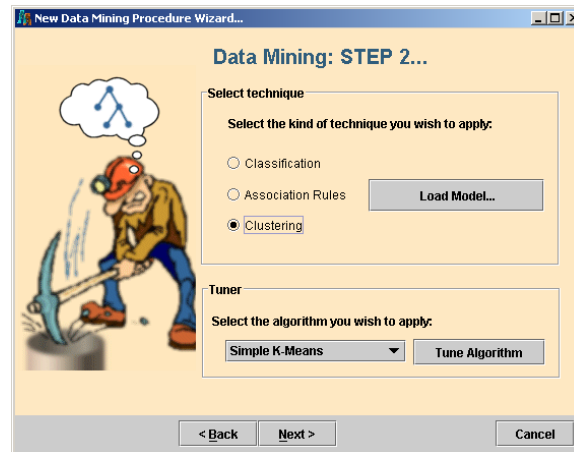 New Data Mining Procedure Wizard...
Data Mining: STEP 2...
Select technique
Select the kind of technique you wish to apply:
Classification
Association Rules
Load Model...
Clustering
Tuner
Select the algorithm you wish to apply:
Simple K-Means
Tune Algorithm
< Back
Next >
Cancel